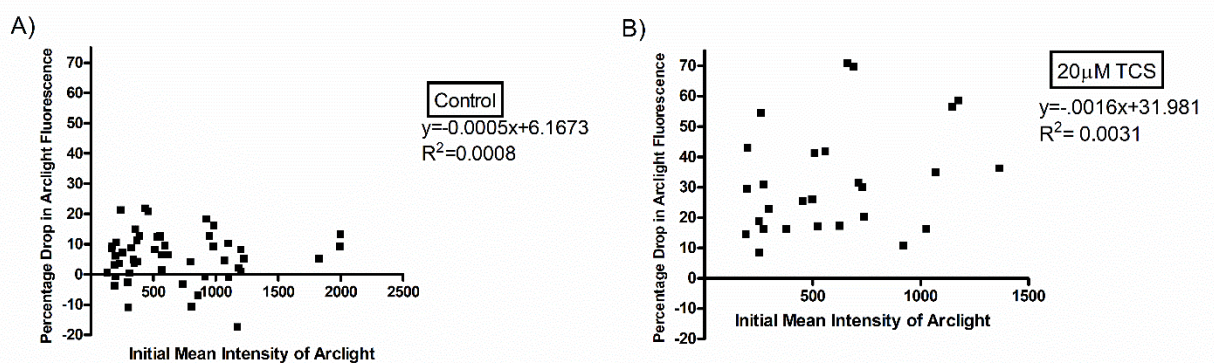 A)
Percentage Drop in Arclight Fluorescence
70
60
50
40
30
20
10
0
-10
-20
500
1000
1500
2000
2500
Initial Mean Intensity of Arclight
Control
y=-0.0005x+6.1673
R²=0.0008
B)
Percentage Drop in Arclight Fluorescence
70
60
50
40
30
20
10
0
-10
-20
500
1000
1500
Initial Mean Intensity of Arclight
20μM TCS
y=-.0016x+31.981
R²= 0.0031